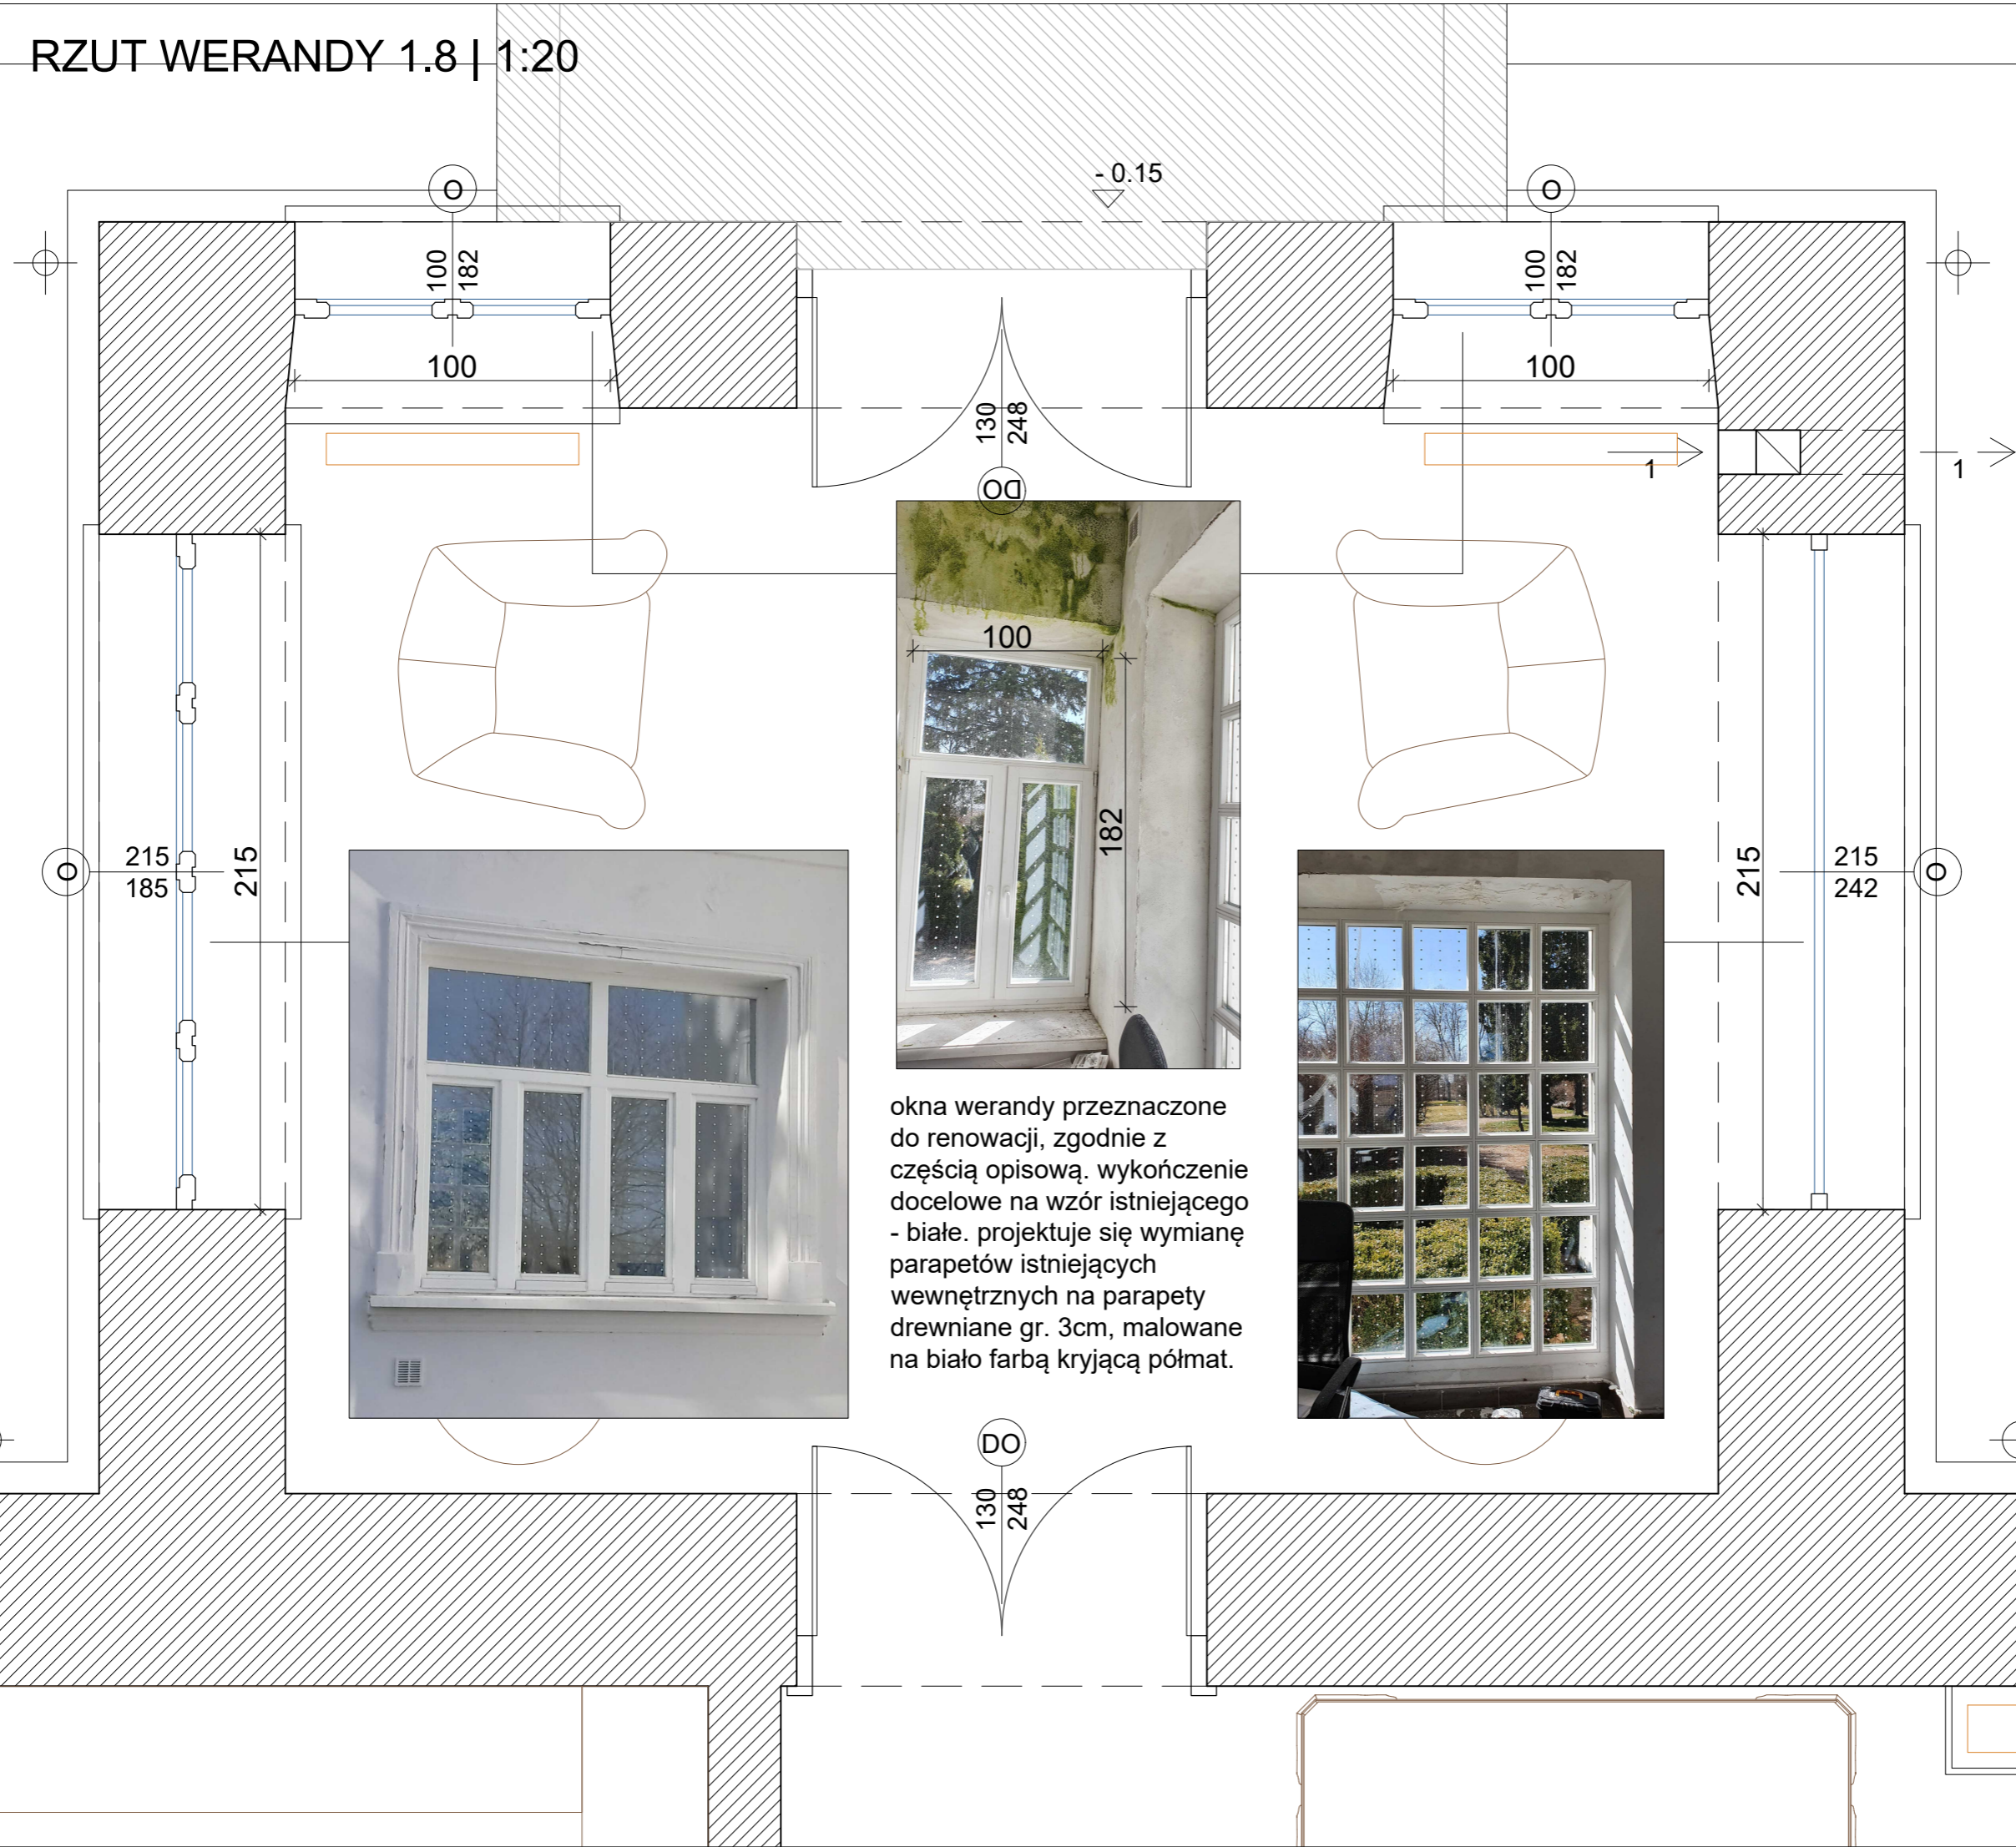 RZUT WERANDY 1.8 | 1:20
- 0.15
O
100
182
100
O
100
182
100
130
248
DO
1
1
100
182
O
215
185
215
215
215
242
O
okna werandy przeznaczone
do renowacji, zgodnie z
częścią opisową. wykończenie
docelowe na wzór istniejącego
- białe. projektuje się wymianę
parapetów istniejących
wewnętrznych na parapety
drewniane gr. 3cm, malowane
na biało farbą kryjącą półmat.
DO
130
248